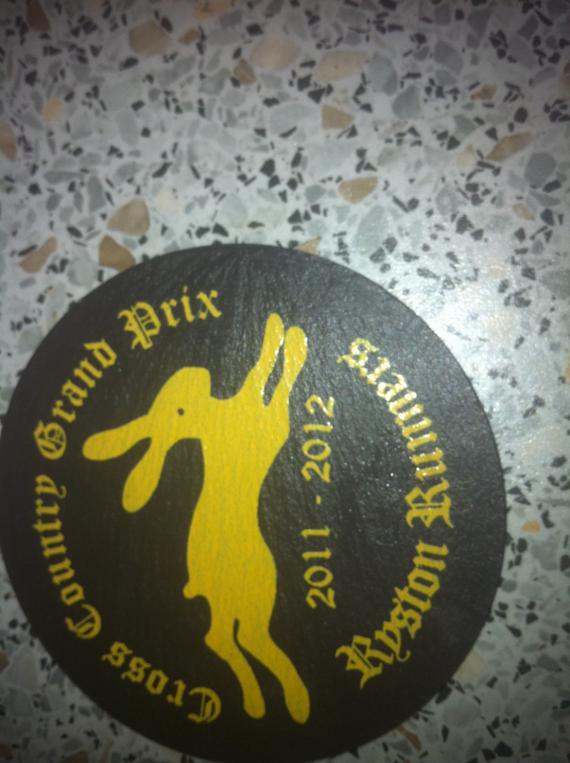 Cross Country Grand Prix
2011 - 2012
Ryston Runners